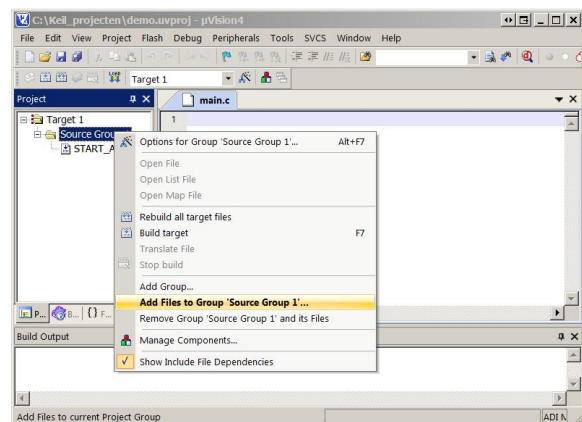 C:\Keil_projecten\demo.uvproj - µVision4
File Edit View Project Flash Debug Peripherals Tools SVCS Window Help
Target 1
Project
main.c
Target 1
1
Source Grou
START_A
Options for Group 'Source Group 1'... Alt+F7
Open File
Open List File
Open Map File
Rebuild all target files
Build target F7
Translate File
Stop build
Add Group...
Add Files to Group 'Source Group 1'...
Remove Group 'Source Group 1' and its Files
Manage Components...
Show Include File Dependencies
P... B... {} F...
Build Output
Add Files to current Project Group
ADI